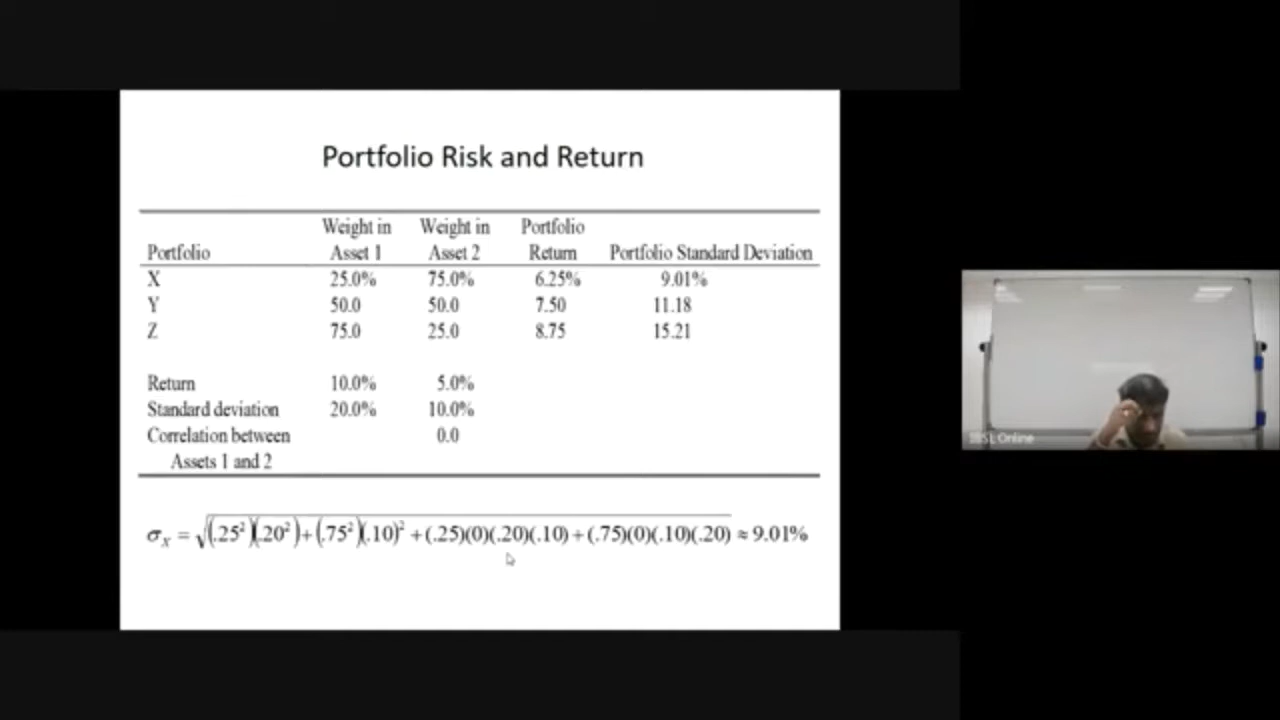 Portfolio Risk and Return
Weight in Weight in Portfolio
Portfolio Asset 1 Asset 2 Return Portfolio Standard Deviation
X 25.0% 75.0% 6.25% 9.01%
Y 50.0 50.0 7.50 11.18
Z 75.0 25.0 8.75 15.21
Return 10.0% 5.0%
Standard deviation 20.0% 10.0%
Correlation between 0.0
Assets 1 and 2
σ_X = √(.25²)(.20²)+(.75²)(.10)² +(.25)(0)(.20)(.10)+(.75)(0)(.10)(.20) ≈ 9.01%
Online